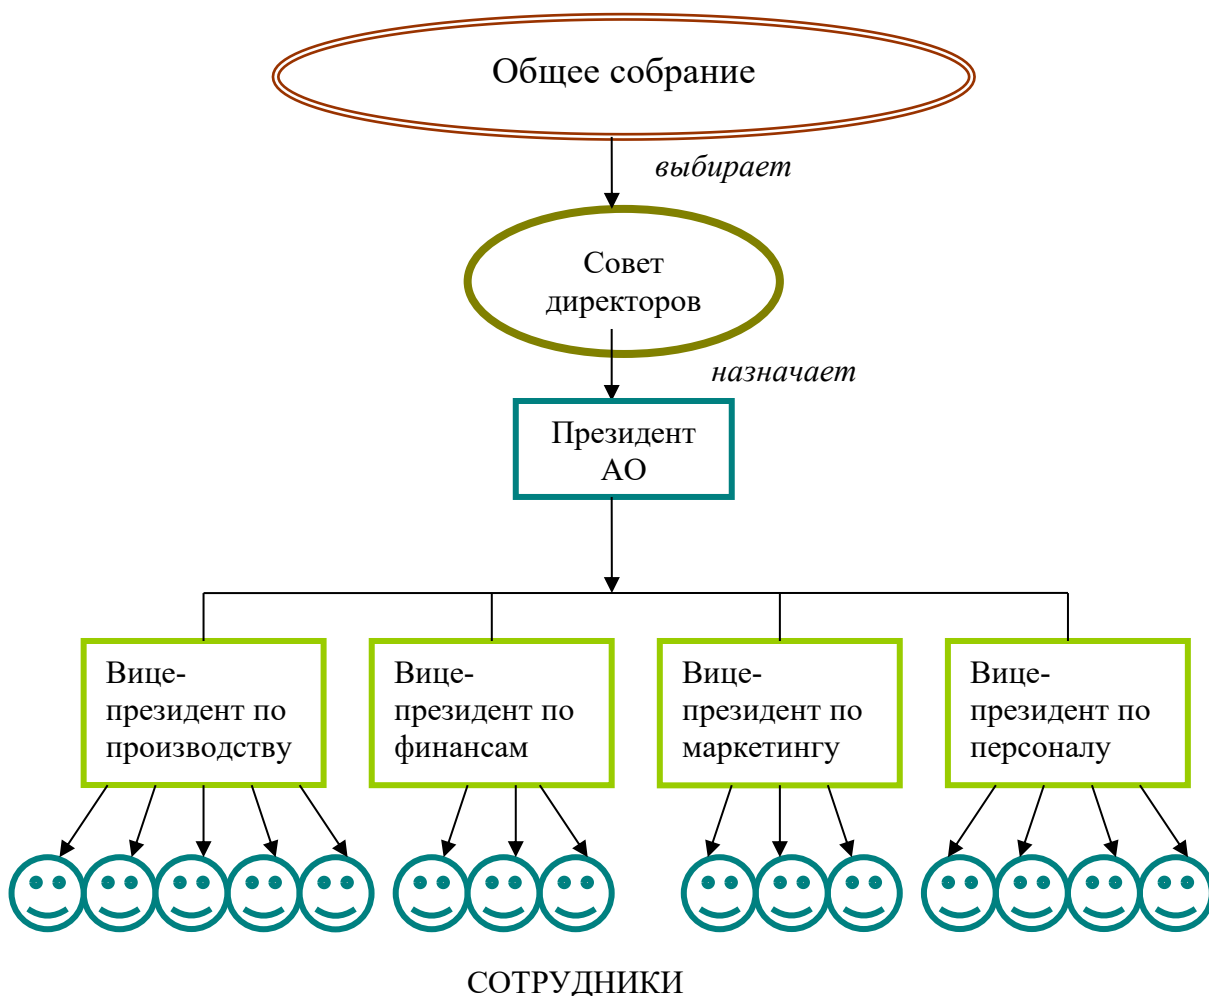 Общее собрание
выбирает
Совет
директоров
назначает
Президент
АО
Вице-
президент по
производству
Вице-
президент по
финансам
Вице-
президент по
маркетингу
Вице-
президент по
персоналу
СОТРУДНИКИ